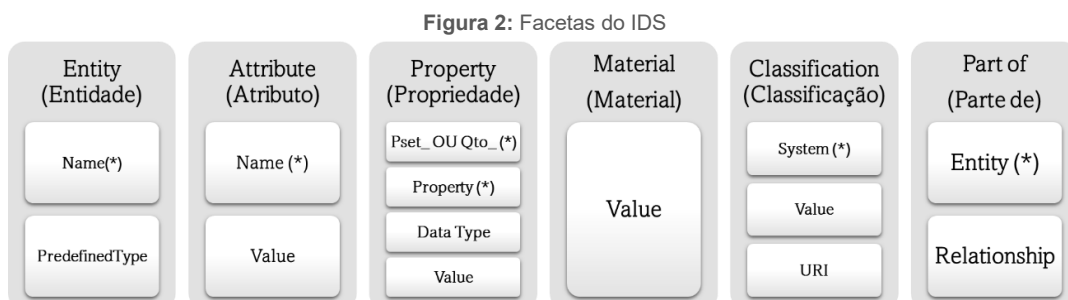 Figura 2: Facetas do IDS
Entity
(Entidade)
Name(*)
PredefinedType
Attribute
(Atributo)
Name (*)
Value
Property
(Propriedade)
Pset_ OU Qto_ (*)
Property (*)
Data Type
Value
Material
(Material)
Value
Classification
(Classificação)
System (*)
Value
URI
Part of
(Parte de)
Entity (*)
Relationship